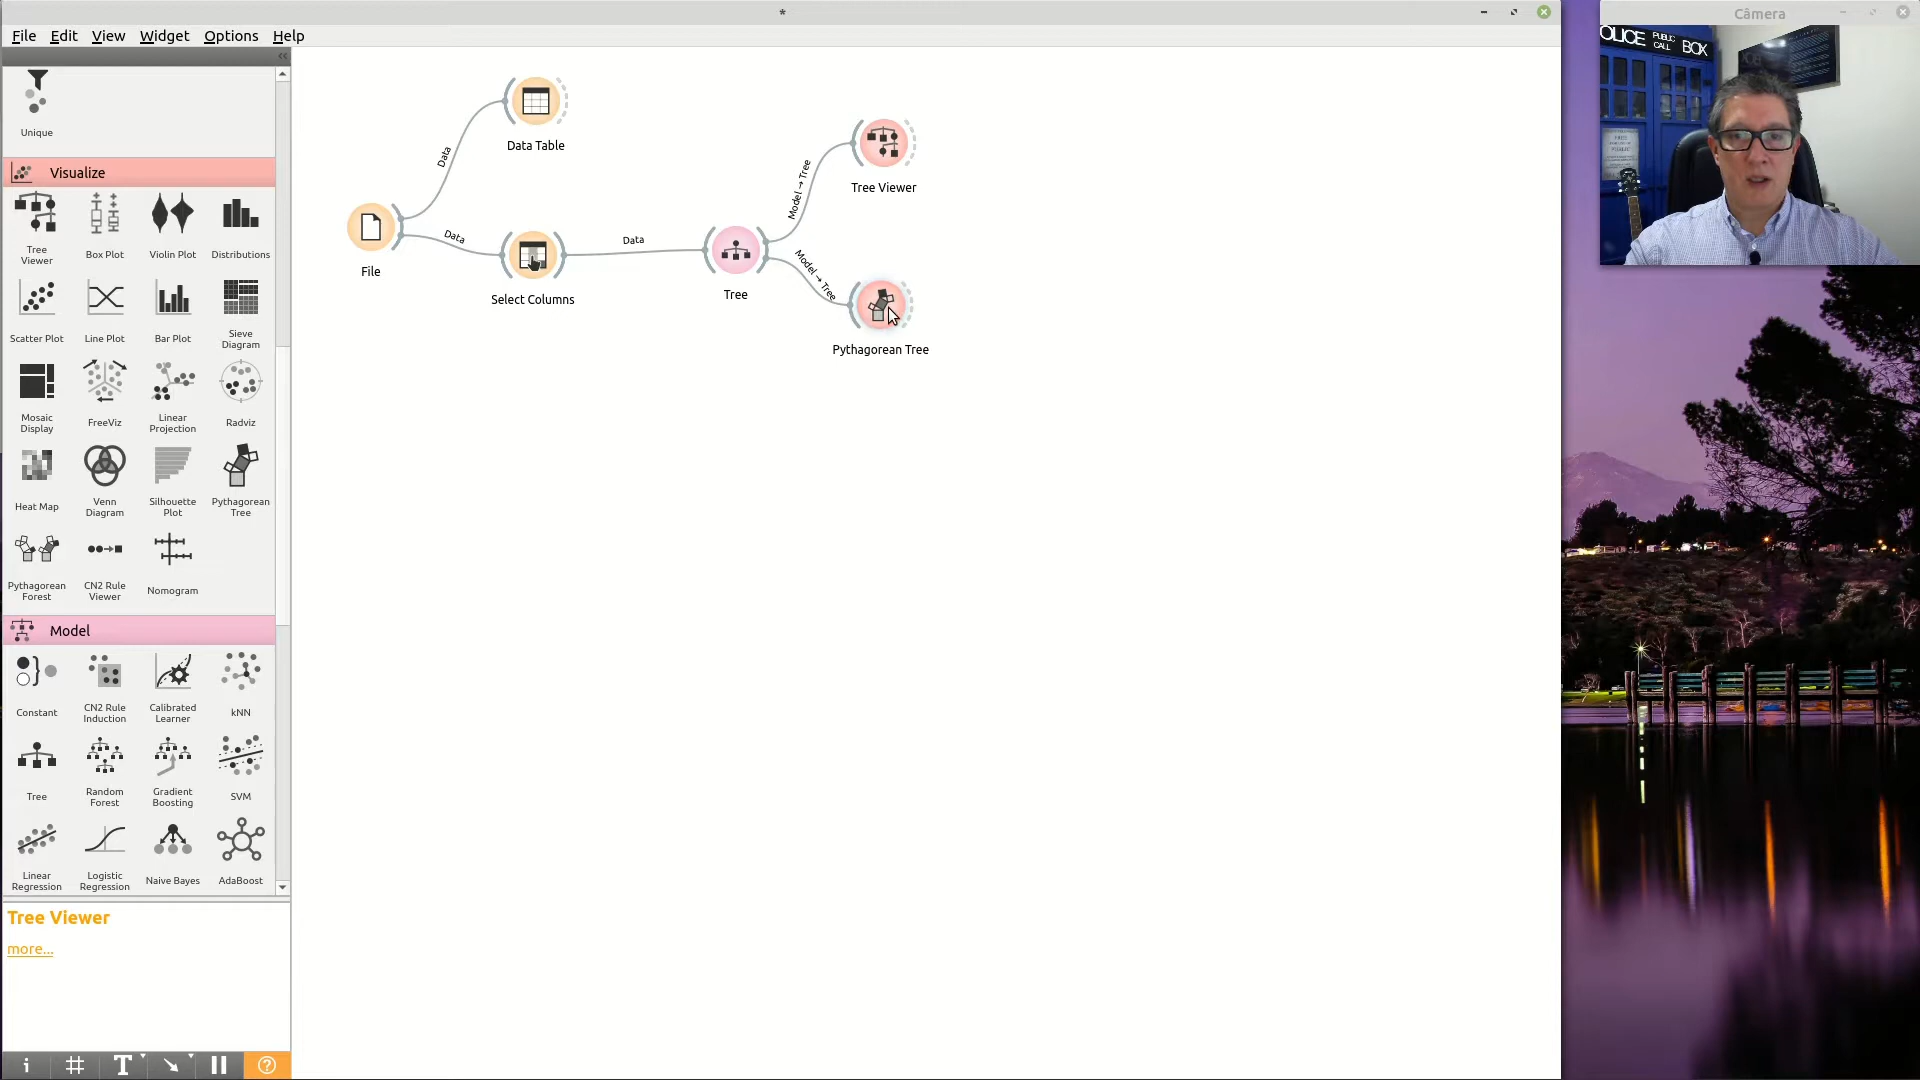 *
Câmera
File Edit View Widget Options Help
Unique
Visualize
Tree
Viewer
Box Plot
Violin Plot
Distributions
Scatter Plot
Line Plot
Bar Plot
Sieve
Diagram
Mosaic
Display
FreeViz
Linear
Projection
Radviz
Heat Map
Venn
Diagram
Silhouette
Plot
Pythagorean
Tree
Pythagorean
Forest
CN2 Rule
Viewer
Nomogram
Model
Constant
CN2 Rule
Induction
Calibrated
Learner
kNN
Tree
Random
Forest
Gradient
Boosting
SVM
Linear
Regression
Logistic
Regression
Naive Bayes
AdaBoost
Tree Viewer
more...
File
Data
Data Table
Data
Select Columns
Data
Tree
Model → Tree
Tree Viewer
Model → Tree
Pythagorean Tree
OLICE PUBLIC CALL BOX